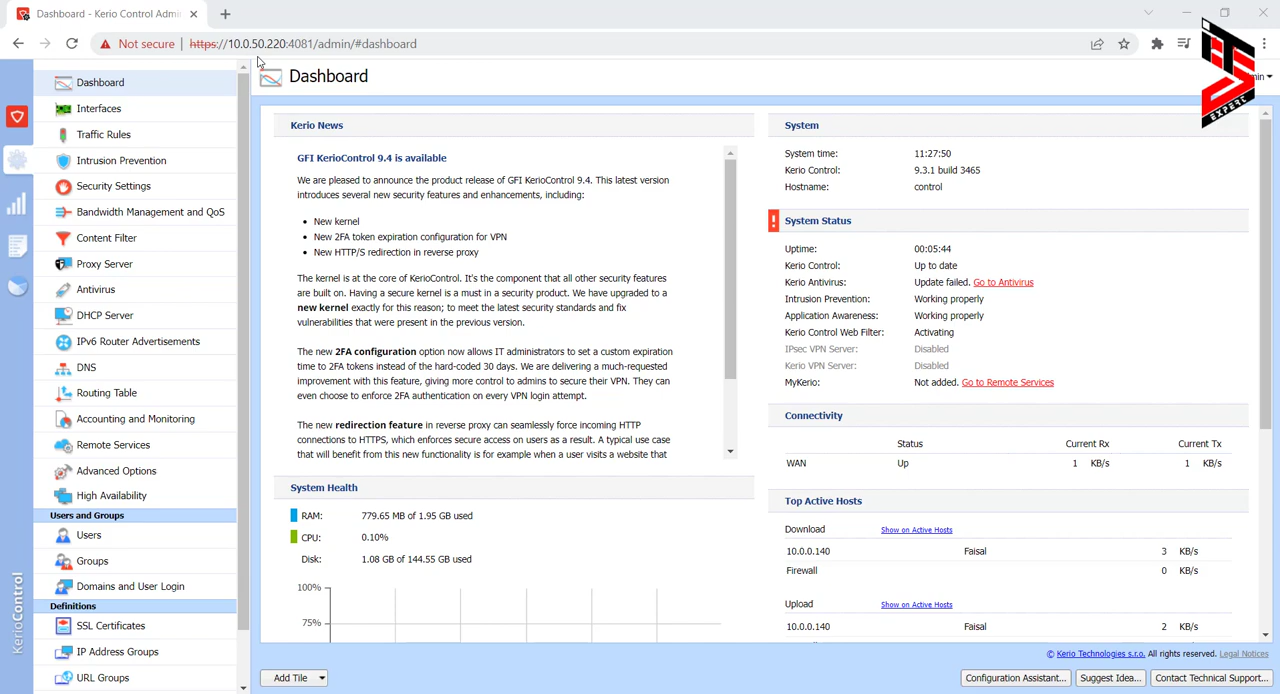 Dashboard - Kerio Control Admin
Not secure
https://10.0.50.220:4081/admin/#dashboard
iTS
EXPERT
min
Dashboard
Interfaces
Traffic Rules
Intrusion Prevention
Security Settings
Bandwidth Management and QoS
Content Filter
Proxy Server
Antivirus
DHCP Server
IPv6 Router Advertisements
DNS
Routing Table
Accounting and Monitoring
Remote Services
Advanced Options
High Availability
Users and Groups
Users
Groups
Domains and User Login
Definitions
SSL Certificates
IP Address Groups
URL Groups
KerioControl
Dashboard
Kerio News
GFI KerioControl 9.4 is available
We are pleased to announce the product release of GFI KerioControl 9.4. This latest version
introduces several new security features and enhancements, including:
• New kernel
• New 2FA token expiration configuration for VPN
• New HTTP/S redirection in reverse proxy
The kernel is at the core of KerioControl. It's the component that all other security features
are built on. Having a secure kernel is a must in a security product. We have upgraded to a
new kernel exactly for this reason; to meet the latest security standards and fix
vulnerabilities that were present in the previous version.
The new 2FA configuration option now allows IT administrators to set a custom expiration
time to 2FA tokens instead of the hard-coded 30 days. We are delivering a much-requested
improvement with this feature, giving more control to admins to secure their VPN. They can
even choose to enforce 2FA authentication on every VPN login attempt.
The new redirection feature in reverse proxy can seamlessly force incoming HTTP
connections to HTTPS, which enforces secure access on users as a result. A typical use case
that will benefit from this new functionality is for example when a user visits a website that
System Health
RAM: 779.65 MB of 1.95 GB used
CPU: 0.10%
Disk: 1.08 GB of 144.55 GB used
100%
75%
System
System time: 11:27:50
Kerio Control: 9.3.1 build 3465
Hostname: control
System Status
Uptime: 00:05:44
Kerio Control: Up to date
Kerio Antivirus: Update failed. Go to Antivirus
Intrusion Prevention: Working properly
Application Awareness: Working properly
Kerio Control Web Filter: Activating
IPsec VPN Server: Disabled
Kerio VPN Server: Disabled
MyKerio: Not added. Go to Remote Services
Connectivity
Status Current Rx Current Tx
WAN Up 1 KB/s 1 KB/s
Top Active Hosts
Download Show on Active Hosts
10.0.0.140 Faisal 3 KB/s
Firewall 0 KB/s
Upload Show on Active Hosts
10.0.0.140 Faisal 2 KB/s
© Kerio Technologies s.r.o. All rights reserved. Legal Notices
Add Tile
Configuration Assistant... Suggest Idea... Contact Technical Support...